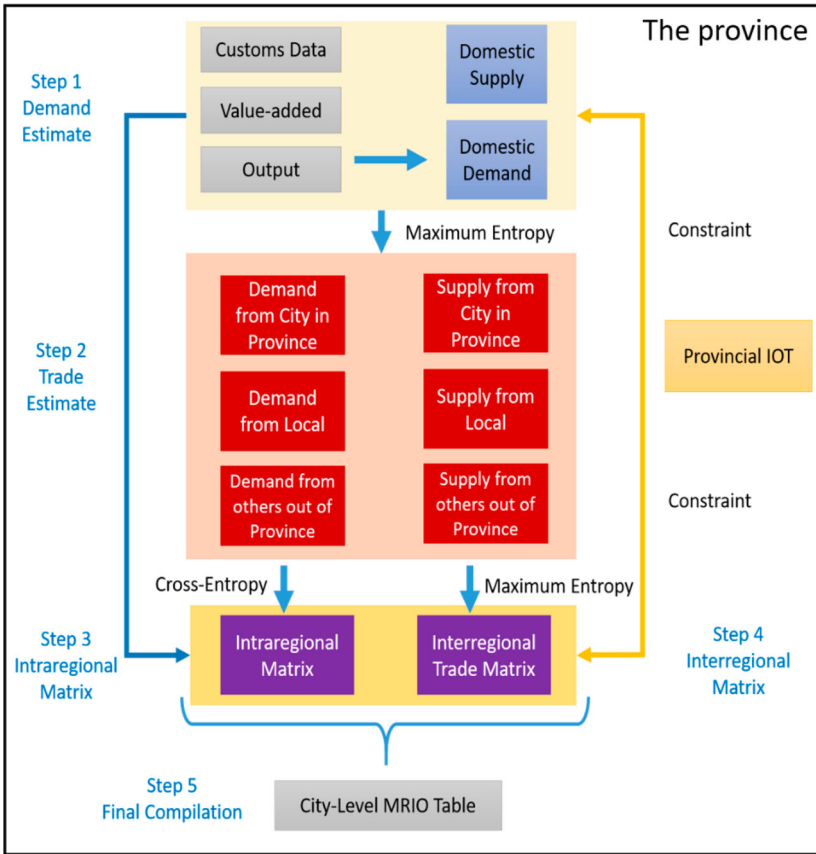 The province
Step 1
Demand
Estimate
Customs Data
Value-added
Output
Domestic
Supply
Domestic
Demand
Maximum Entropy
Constraint
Step 2
Trade
Estimate
Demand
from City in
Province
Supply from
City in
Province
Demand
from Local
Supply from
Local
Demand from
others out of
Province
Supply from
others out of
Province
Provincial IOT
Constraint
Cross-Entropy
Maximum Entropy
Step 3
Intraregional
Matrix
Intraregional
Matrix
Interregional
Trade Matrix
Step 4
Interregional
Matrix
Step 5
Final Compilation
City-Level MRIO Table